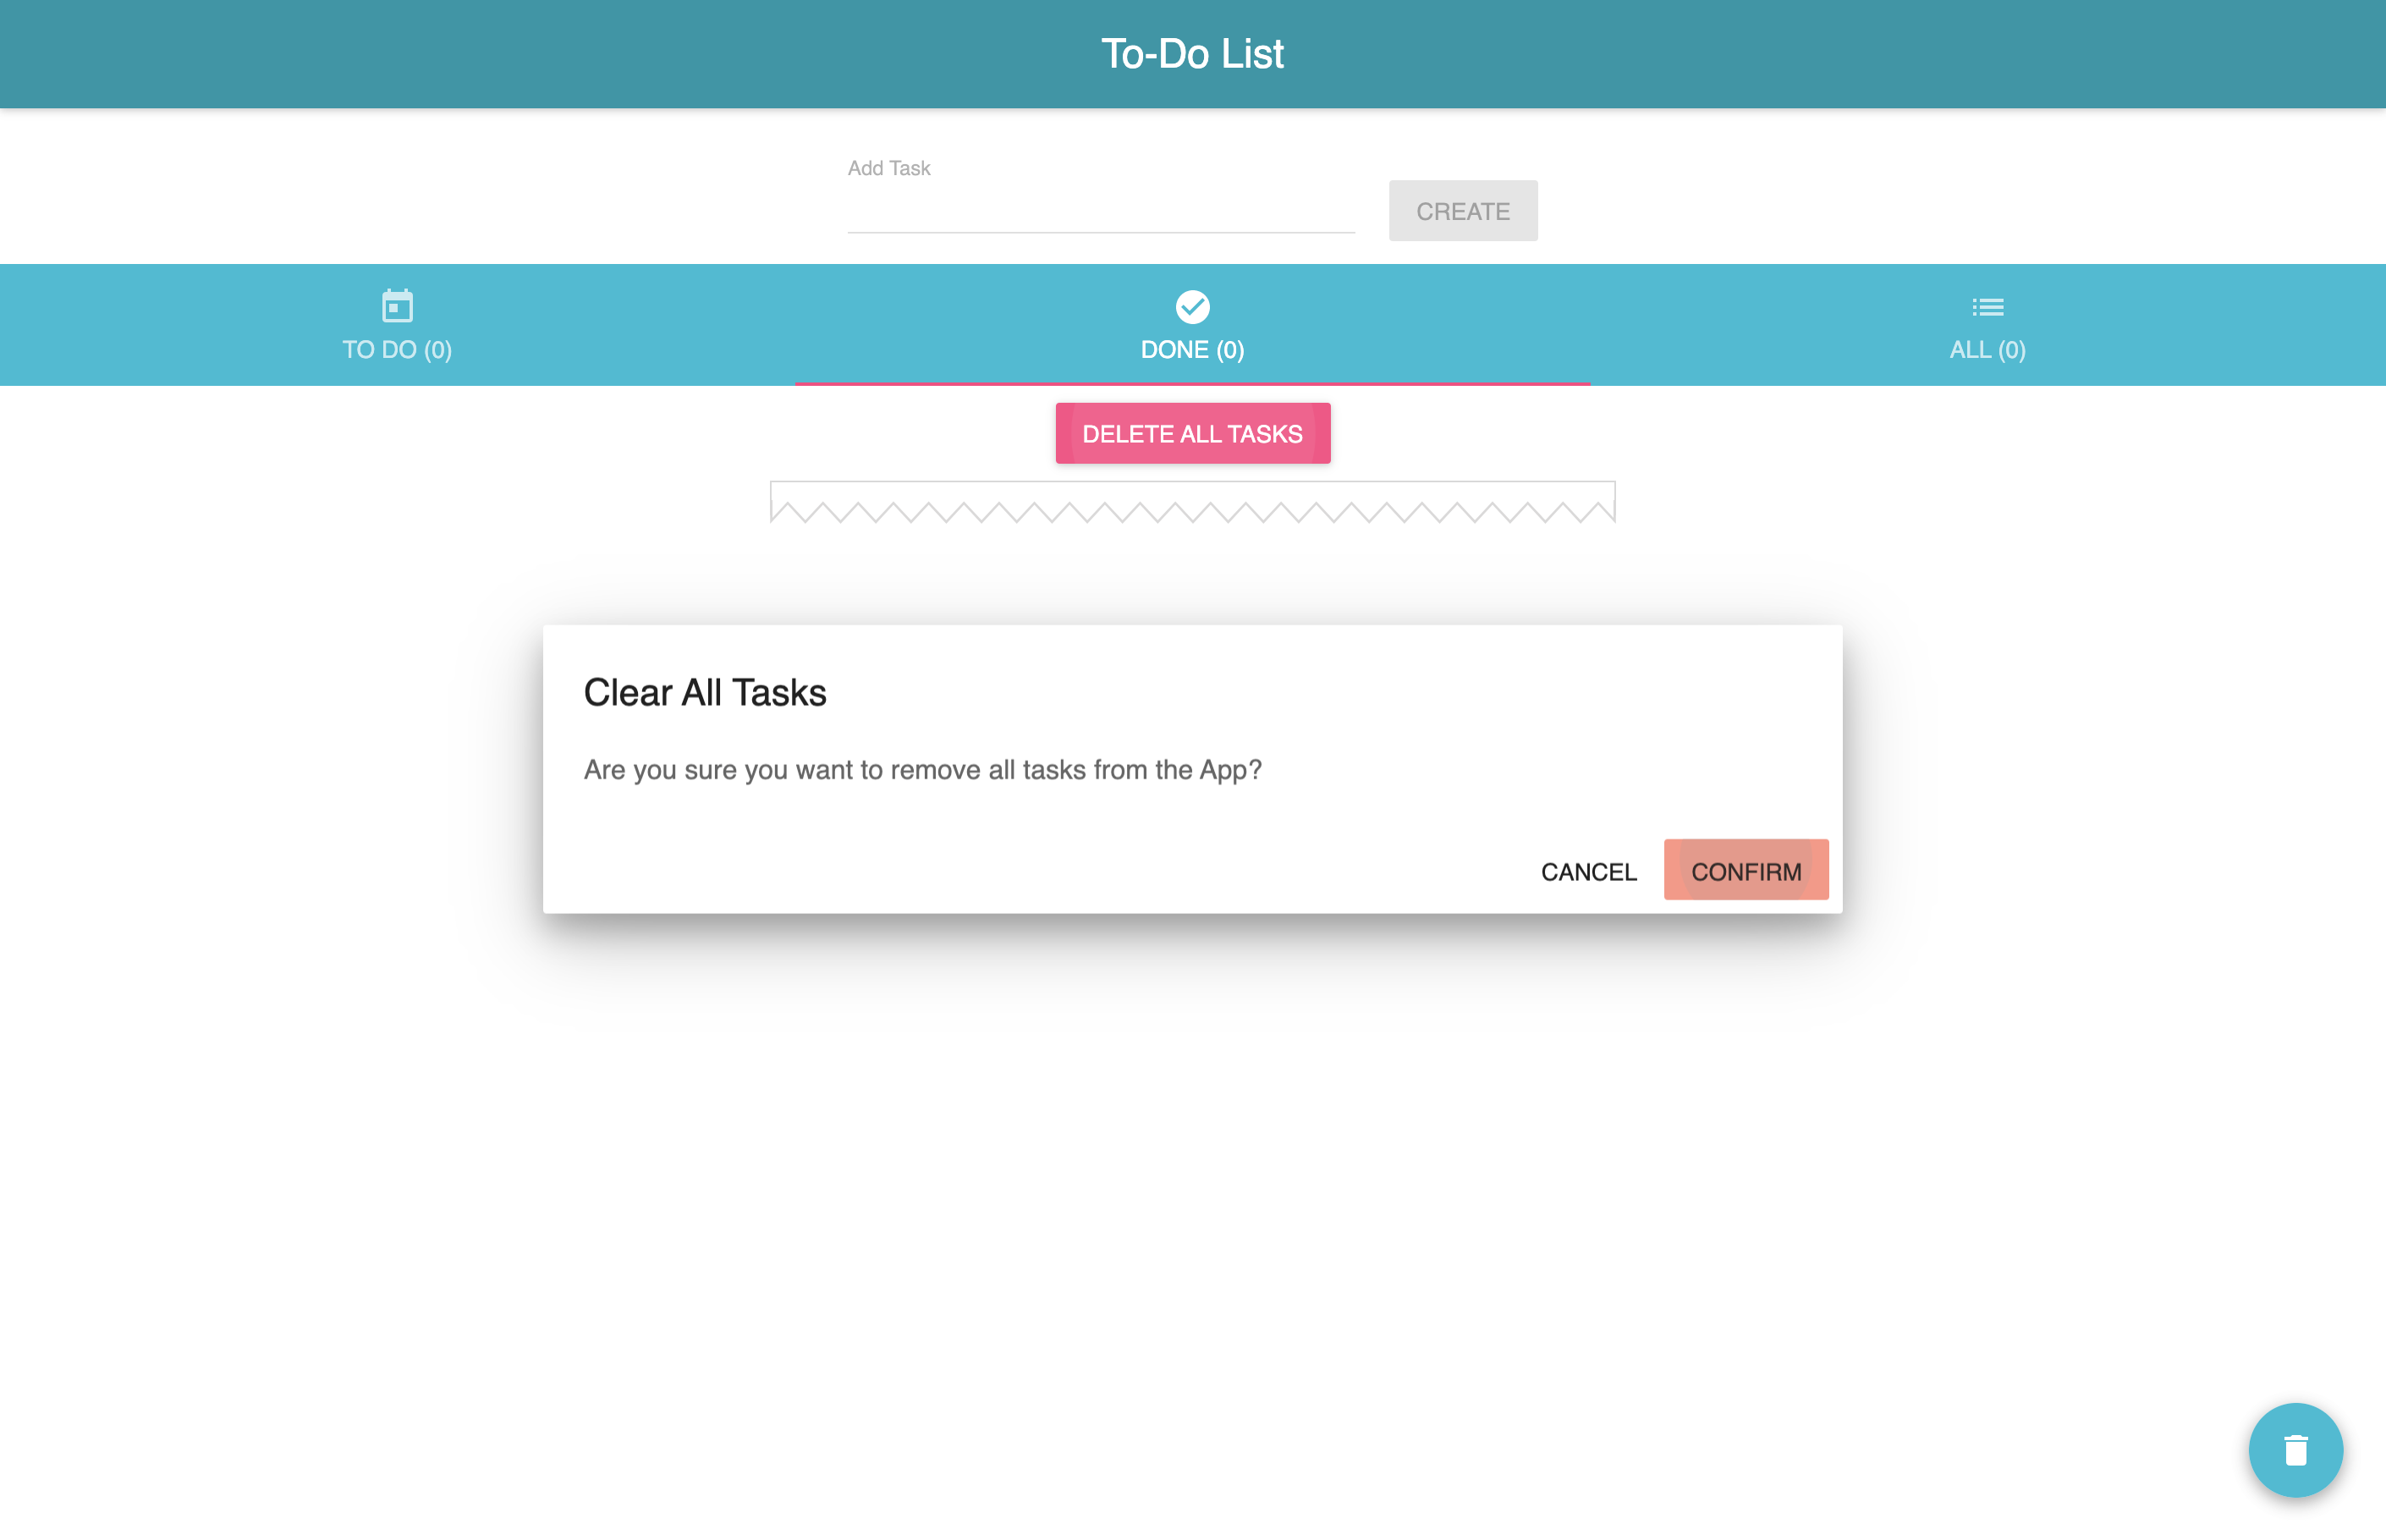 To-Do List
Add Task
CREATE
TO DO (0)
DONE (0)
ALL (0)
DELETE ALL TASKS
Clear All Tasks
Are you sure you want to remove all tasks from the App?
CANCEL
CONFIRM